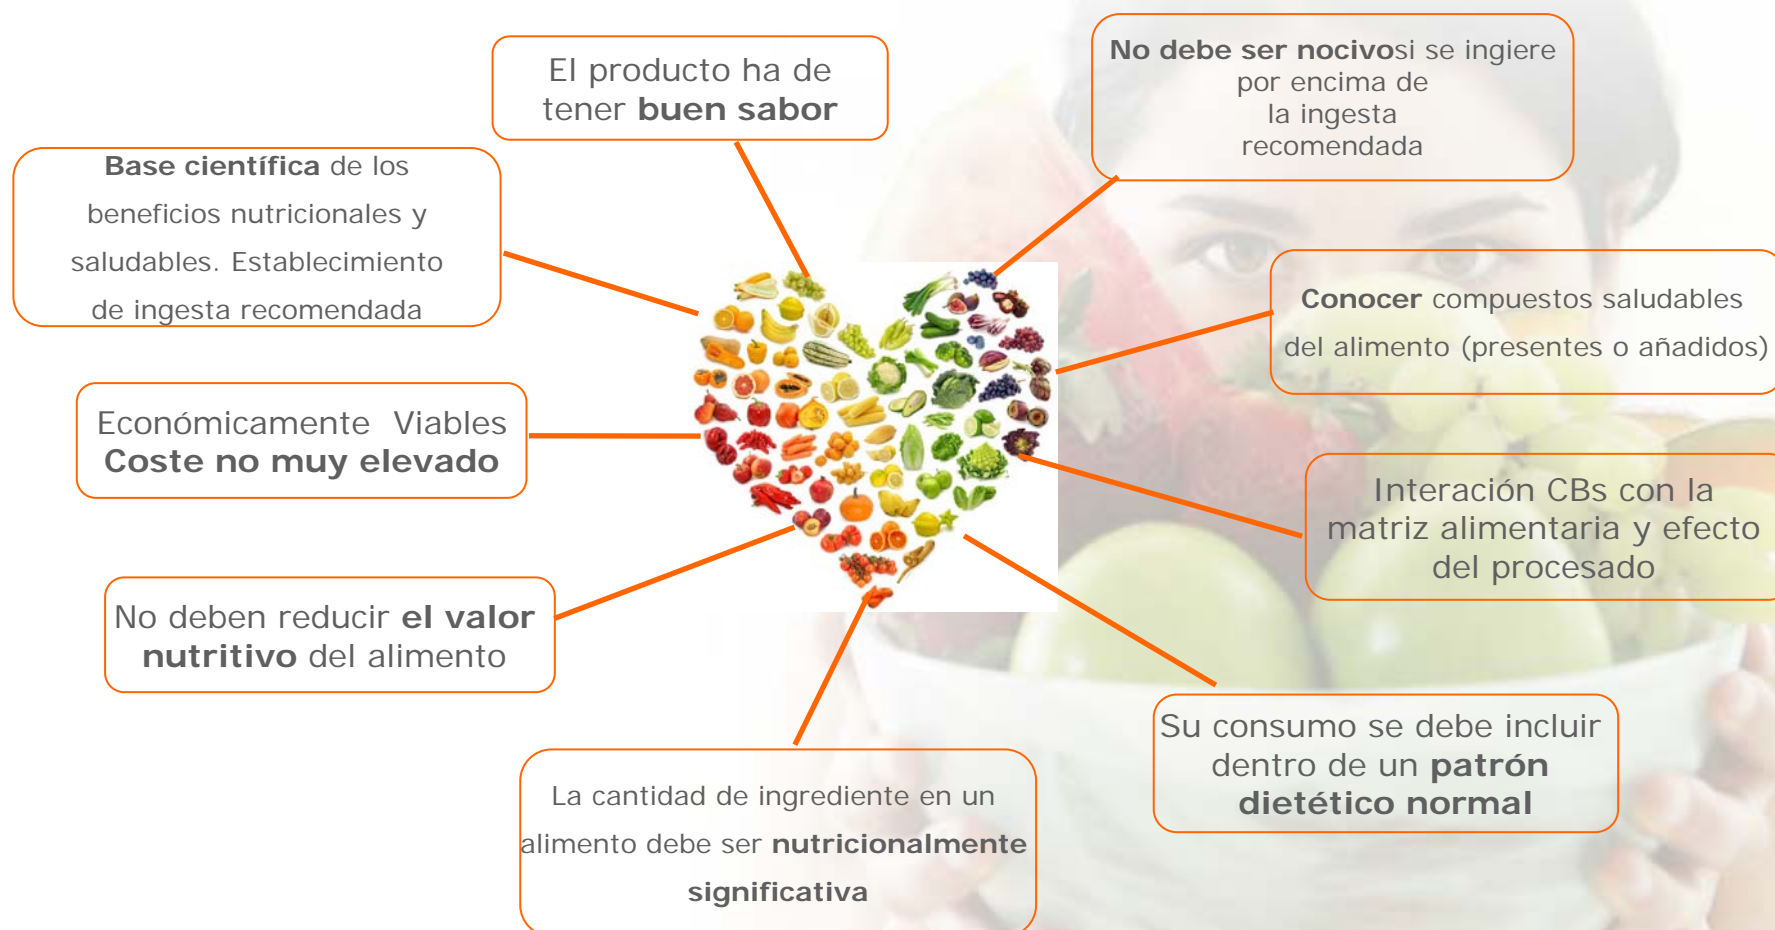 El producto ha de
tener buen sabor
No debe ser nocivosi se ingiere
por encima de
la ingesta
recomendada
Base científica de los
beneficios nutricionales y
saludables. Establecimiento
de ingesta recomendada
Conocer compuestos saludables
del alimento (presentes o añadidos)
Económicamente Viables
Coste no muy elevado
Interación CBs con la
matriz alimentaria y efecto
del procesado
No deben reducir el valor
nutritivo del alimento
Su consumo se debe incluir
dentro de un patrón
dietético normal
La cantidad de ingrediente en un
alimento debe ser nutricionalmente
significativa